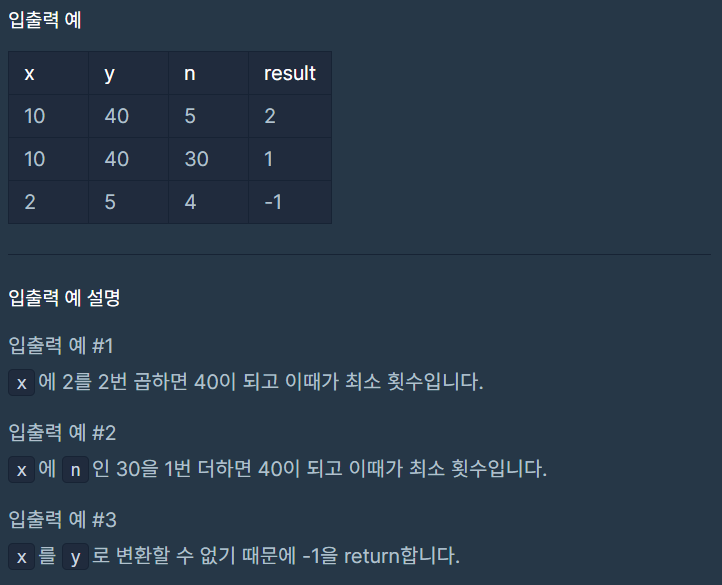 입출력 예
x y n result
10 40 5 2
10 40 30 1
2 5 4 -1
입출력 예 설명
입출력 예 #1
x 에 2를 2번 곱하면 40이 되고 이때가 최소 횟수입니다.
입출력 예 #2
x 에 n 인 30을 1번 더하면 40이 되고 이때가 최소 횟수입니다.
입출력 예 #3
x 를 y 로 변환할 수 없기 때문에 -1을 return합니다.